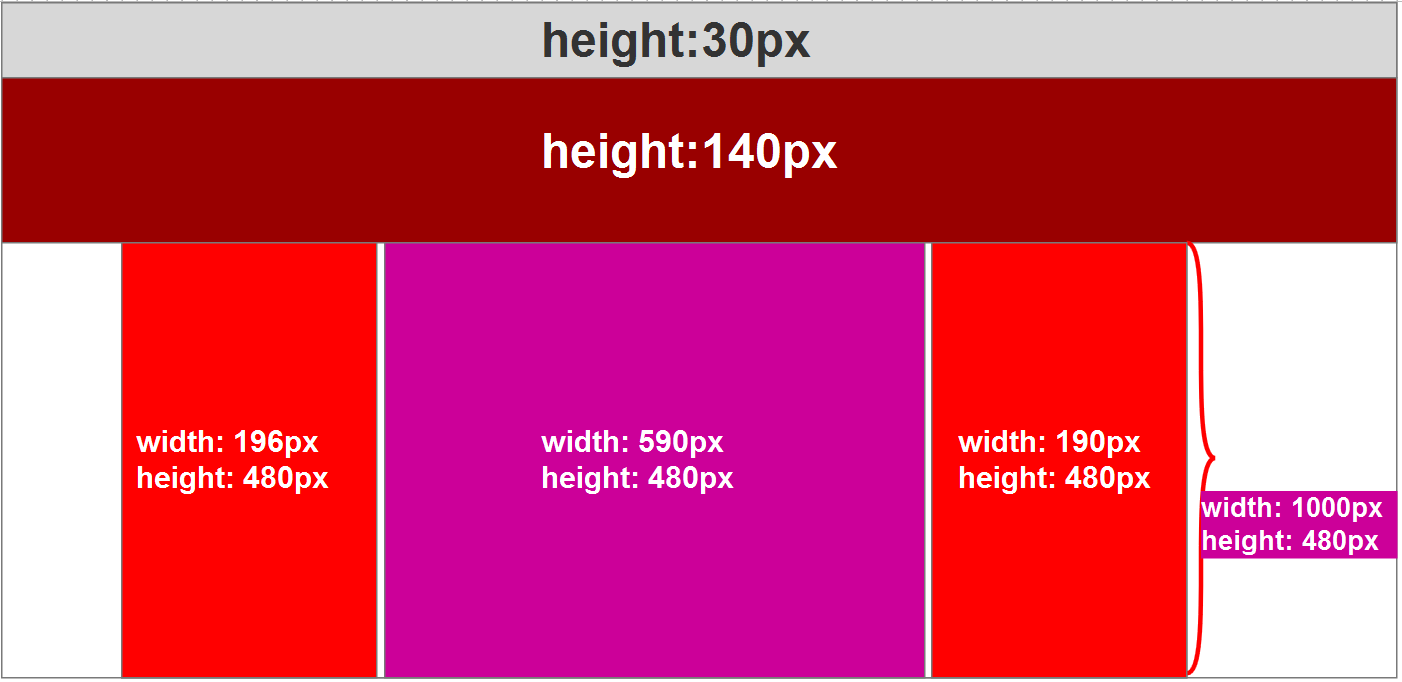 height:30px
height:140px
width: 196px
height: 480px
width: 590px
height: 480px
width: 190px
height: 480px
width: 1000px
height: 480px